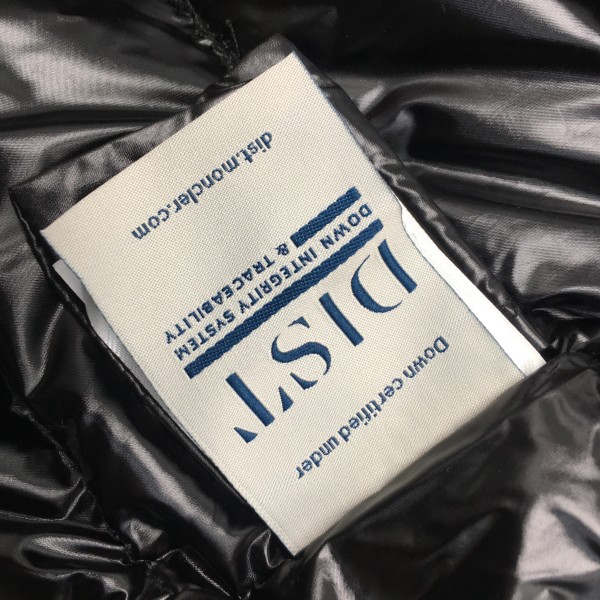 Down certified under
DIST
DOWN INTEGRITY SYSTEM
& TRACEABILITY
dist.moncler.com